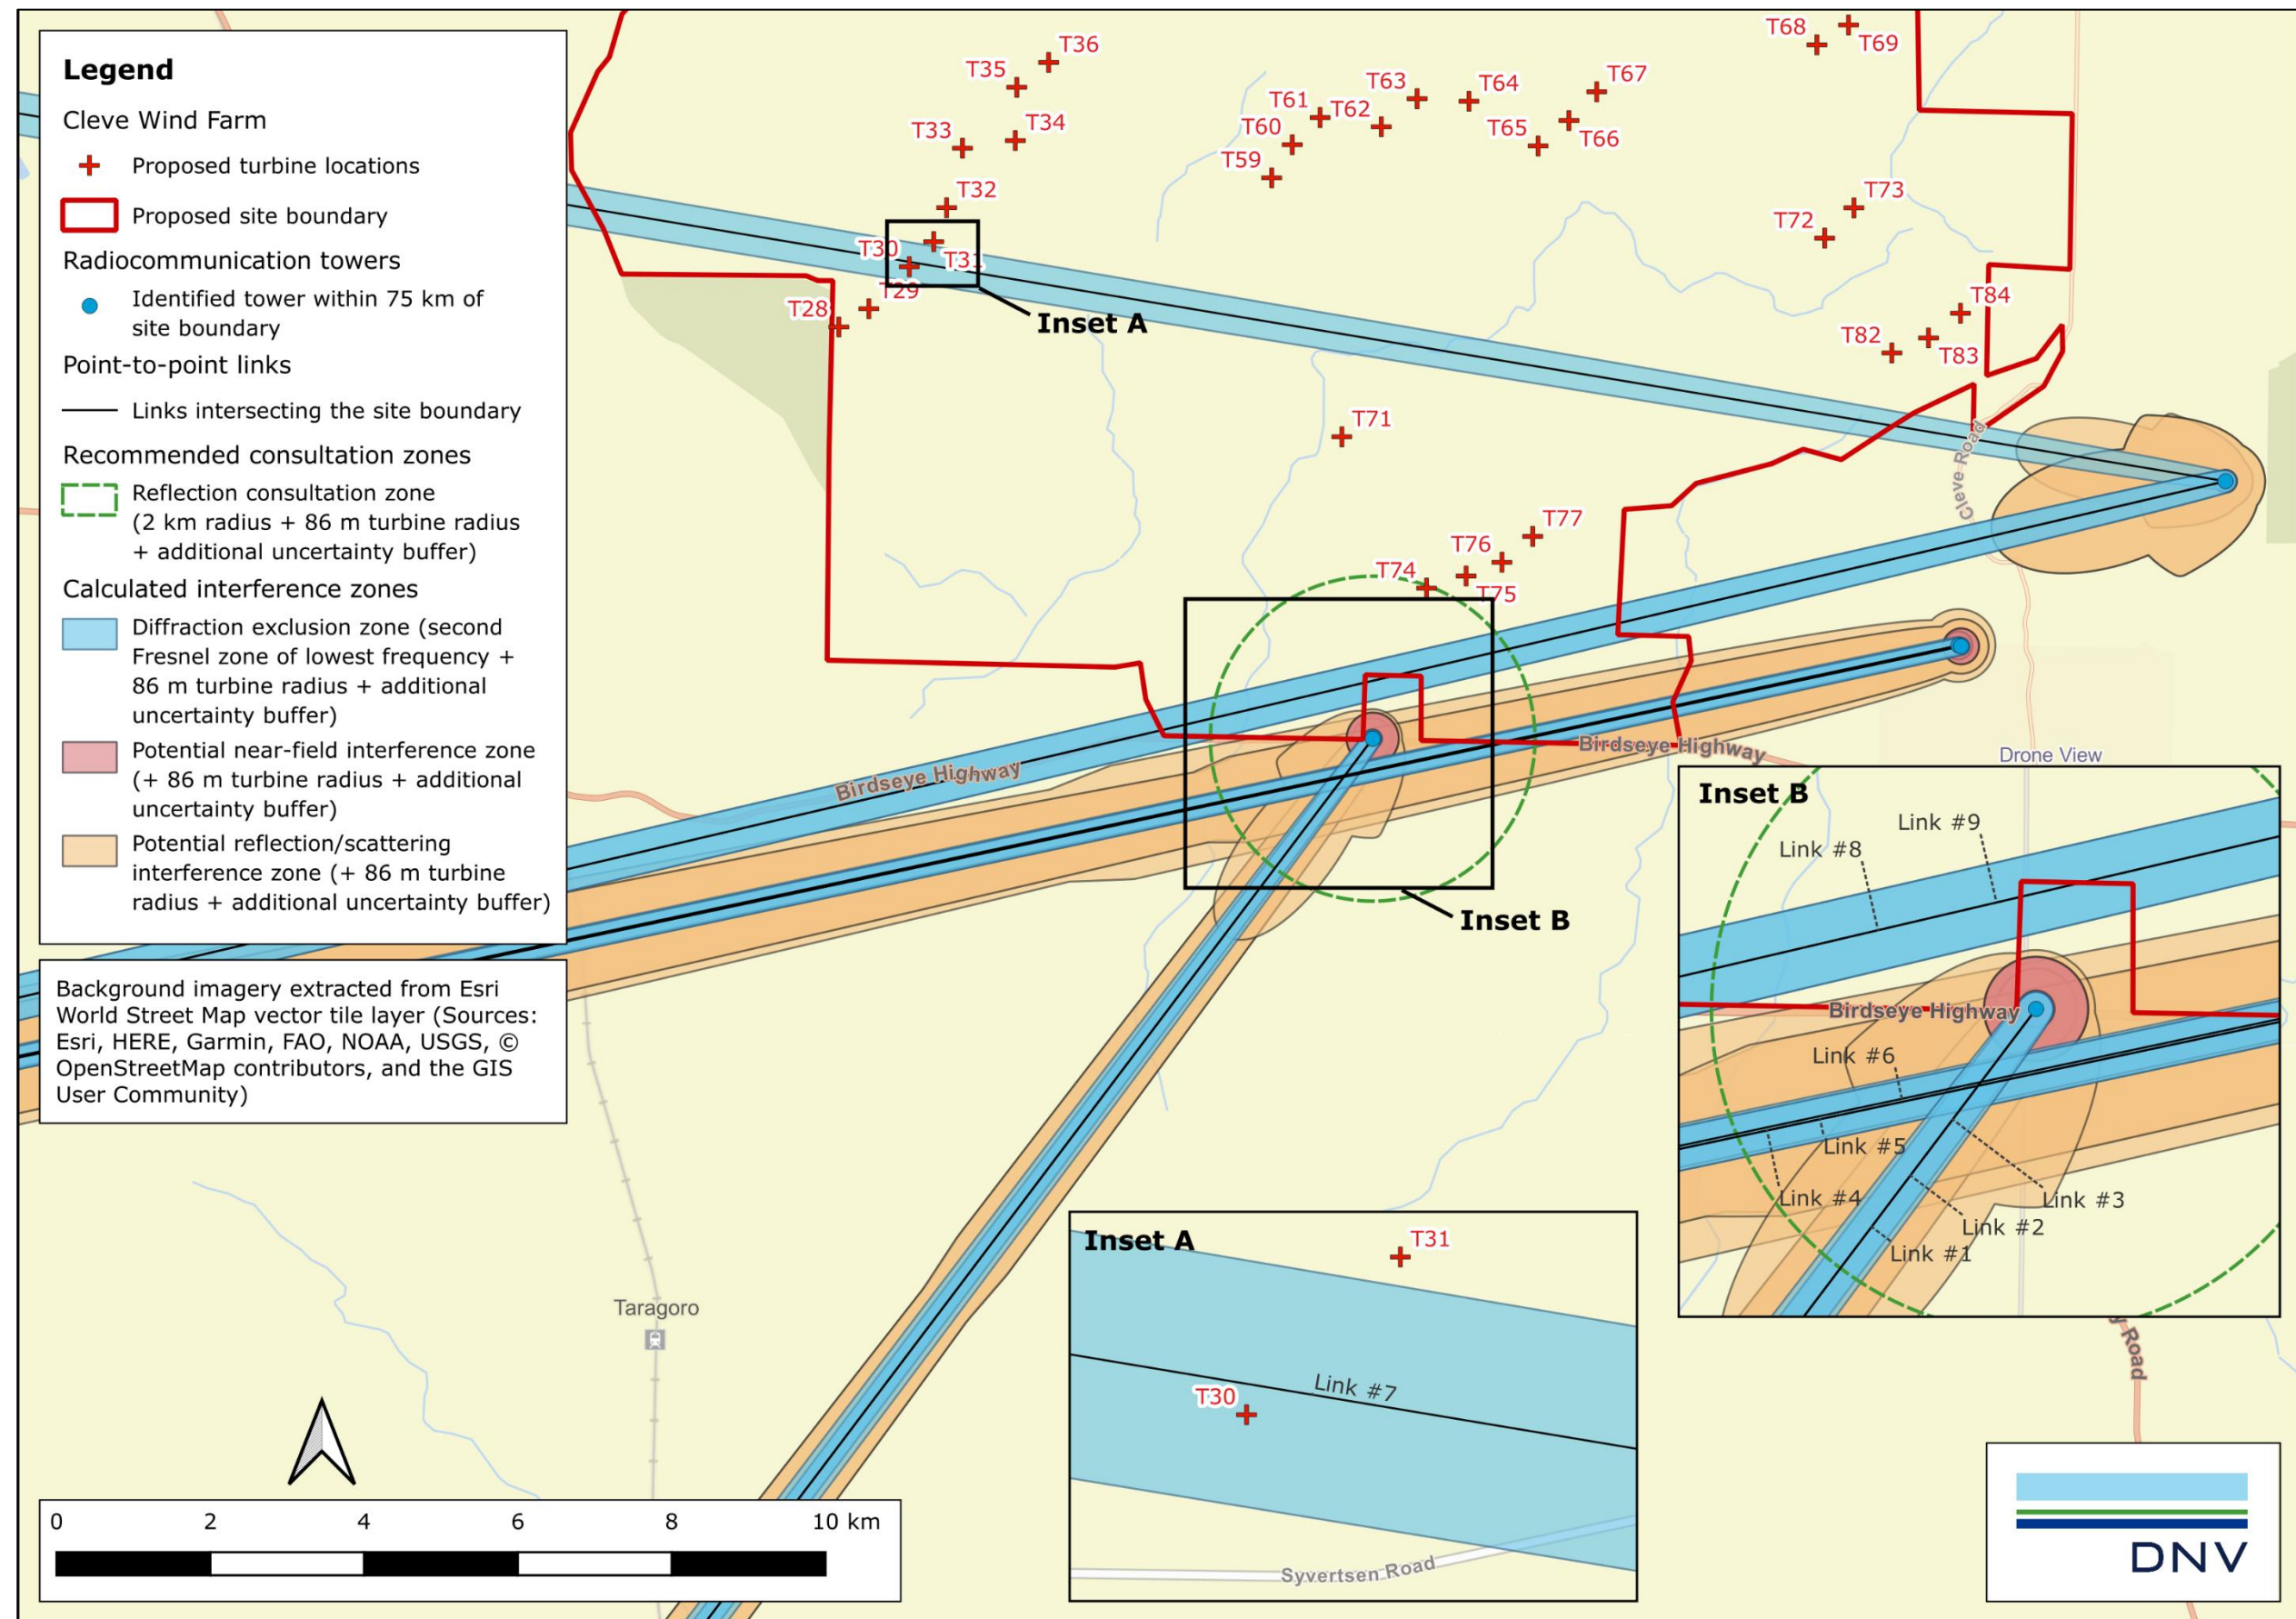 Legend
Cleve Wind Farm
Proposed turbine locations
Proposed site boundary
Radiocommunication towers
Identified tower within 75 km of
site boundary
Point-to-point links
Links intersecting the site boundary
Recommended consultation zones
Reflection consultation zone
(2 km radius + 86 m turbine radius
+ additional uncertainty buffer)
Calculated interference zones
Diffraction exclusion zone (second
Fresnel zone of lowest frequency +
86 m turbine radius + additional
uncertainty buffer)
Potential near-field interference zone
(+ 86 m turbine radius + additional
uncertainty buffer)
Potential reflection/scattering
interference zone (+ 86 m turbine
radius + additional uncertainty buffer)
Background imagery extracted from Esri
World Street Map vector tile layer (Sources:
Esri, HERE, Garmin, FAO, NOAA, USGS, ©
OpenStreetMap contributors, and the GIS
User Community)
T68
T69
T36
T35
T33
T34
T32
T30
T31
T29
T28
Inset A
T67
T63
T64
T61
T62
T60
T65
T66
T59
T73
T72
T84
T82
T83
T71
Cleve Road
T77
T76
T74
T75
Birdseye Highway
Birdseye Highway
Drone View
Inset B
Inset B
Link #9
Link #8
Birdseye Highway
Link #6
Link #5
Link #4
Link #3
Link #2
Link #1
Taragoro
Inset A
T31
Link #7
T30
Syvertsen Road
y Road
0 2 4 6 8 10 km
DNV